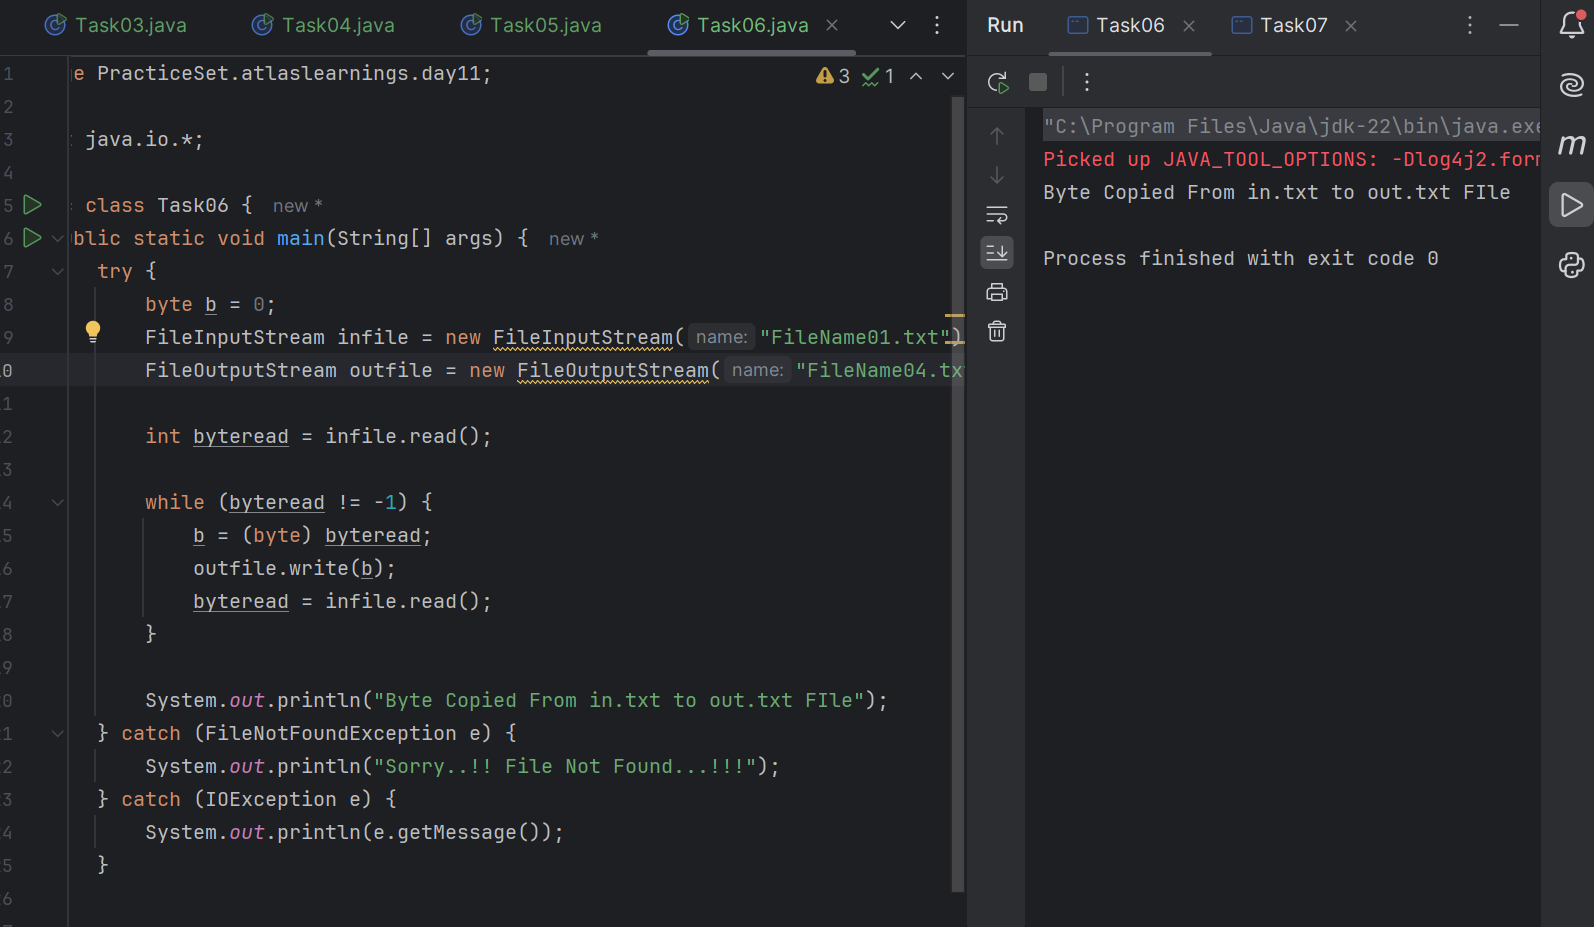 Task03.java Task04.java Task05.java Task06.java
Run Task06 Task07
3 1
1 e PracticeSet.atlaslearnings.day11;
2
3 java.io.*;
4
5 class Task06 { new *
6 blic static void main(String[] args) { new *
7 try {
8 byte b = 0;
9 FileInputStream infile = new FileInputStream( name: "FileName01.txt")
0 FileOutputStream outfile = new FileOutputStream( name: "FileName04.tx
1
2 int byteread = infile.read();
3
4 while (byteread != -1) {
5 b = (byte) byteread;
6 outfile.write(b);
7 byteread = infile.read();
8 }
9
0 System.out.println("Byte Copied From in.txt to out.txt FIle");
1 } catch (FileNotFoundException e) {
2 System.out.println("Sorry..!! File Not Found...!!!");
3 } catch (IOException e) {
4 System.out.println(e.getMessage());
5 }
6
"C:\Program Files\Java\jdk-22\bin\java.exe
Picked up JAVA_TOOL_OPTIONS: -Dlog4j2.for
Byte Copied From in.txt to out.txt FIle
Process finished with exit code 0
m